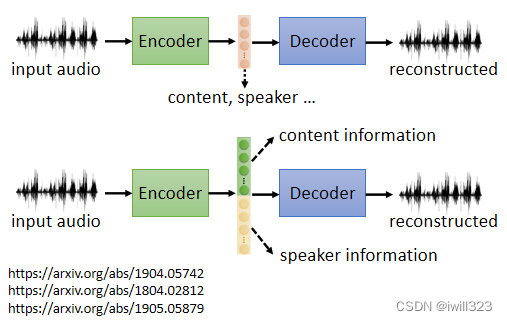 Encoder
Decoder
input audio
reconstructed
content, speaker ...
content information
Encoder
Decoder
input audio
reconstructed
speaker information
https://arxiv.org/abs/1904.05742
https://arxiv.org/abs/1804.02812
https://arxiv.org/abs/1905.05879
CSDN @iwill323